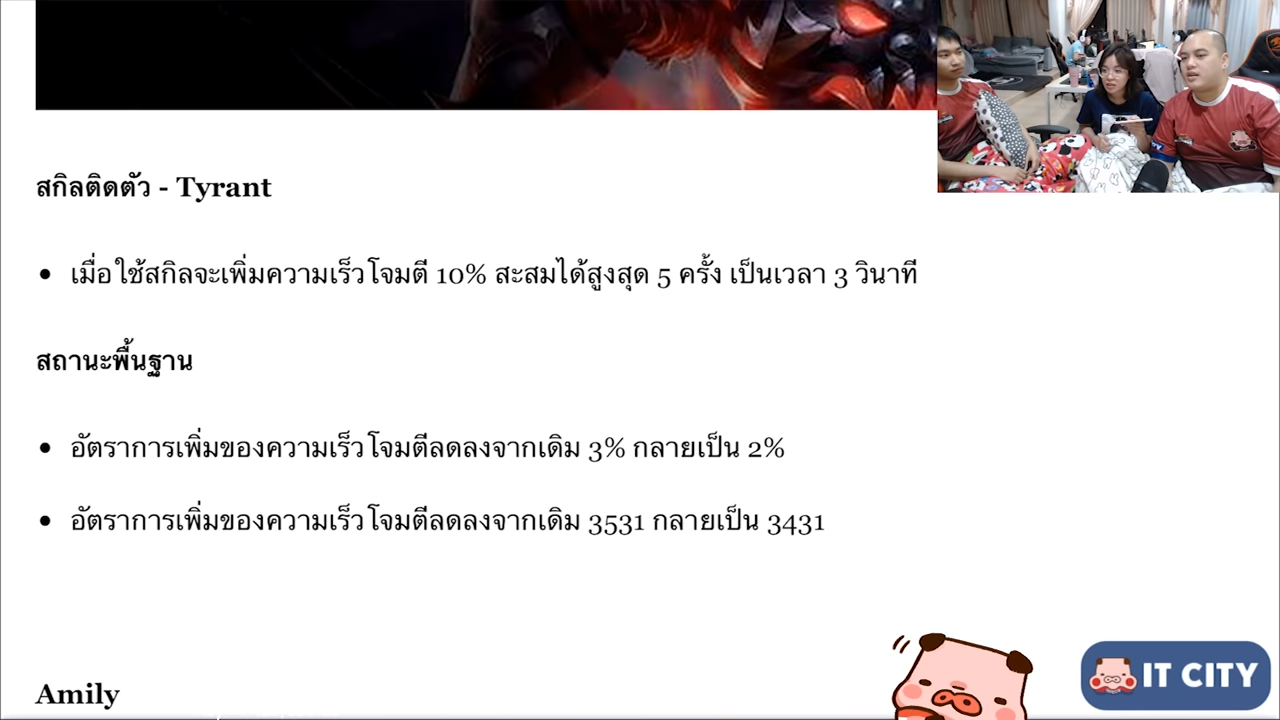 สกิลติดตัว - Tyrant
เมื่อใช้สกิลจะเพิ่มความเร็วโจมตี 10% สะสมได้สูงสุด 5 ครั้ง เป็นเวลา 3 วินาที
สถานะพื้นฐาน
อัตราการเพิ่มของความเร็วโจมตีลดลงจากเดิม 3% กลายเป็น 2%
อัตราการเพิ่มของความเร็วโจมตีลดลงจากเดิม 3531 กลายเป็น 3431
Amily
IT CITY